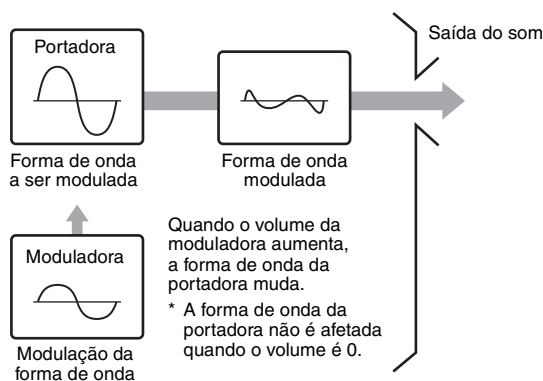 Portadora
Saída do som
Forma de onda
a ser modulada
Forma de onda
modulada
Moduladora
Modulação da
forma de onda
Quando o volume da
moduladora aumenta,
a forma de onda da
portadora muda.
* A forma de onda da
portadora não é afetada
quando o volume é 0.